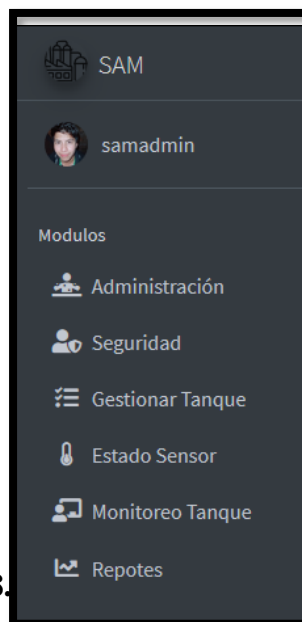 SAM
samadmin
Modulos
Administración
Seguridad
Gestionar Tanque
Estado Sensor
Monitoreo Tanque
Repotes